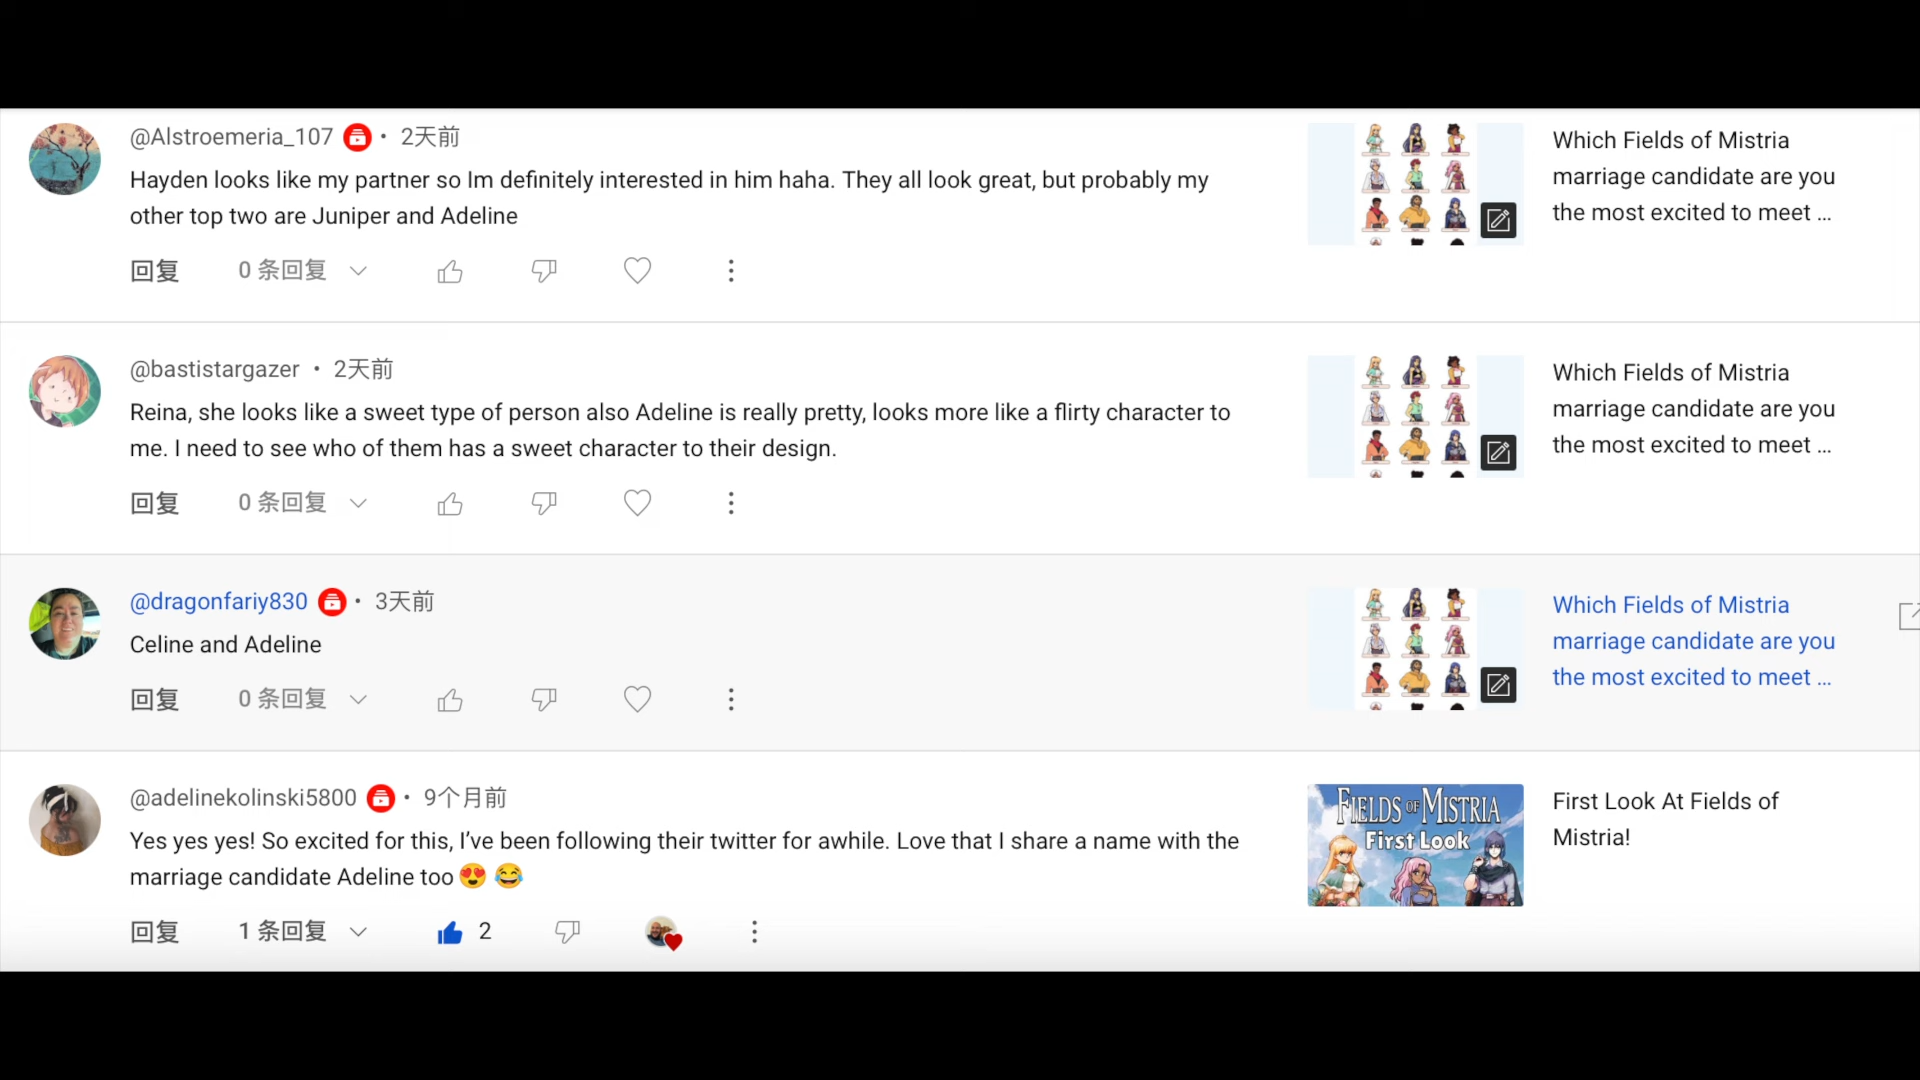 @Alstroemeria_107 • 2天前
Hayden looks like my partner so Im definitely interested in him haha. They all look great, but probably my
other top two are Juniper and Adeline
回复 0 条回复
Which Fields of Mistria
marriage candidate are you
the most excited to meet ...
@bastistargazer • 2天前
Reina, she looks like a sweet type of person also Adeline is really pretty, looks more like a flirty character to
me. I need to see who of them has a sweet character to their design.
回复 0 条回复
Which Fields of Mistria
marriage candidate are you
the most excited to meet ...
@dragonfariy830 • 3天前
Celine and Adeline
回复 0 条回复
Which Fields of Mistria
marriage candidate are you
the most excited to meet ...
@adelinekolinski5800 • 9个月前
Yes yes yes! So excited for this, I’ve been following their twitter for awhile. Love that I share a name with the
marriage candidate Adeline too 😍 😂
回复 1 条回复 2
FIELDS OF MISTRIA
First Look
First Look At Fields of
Mistria!